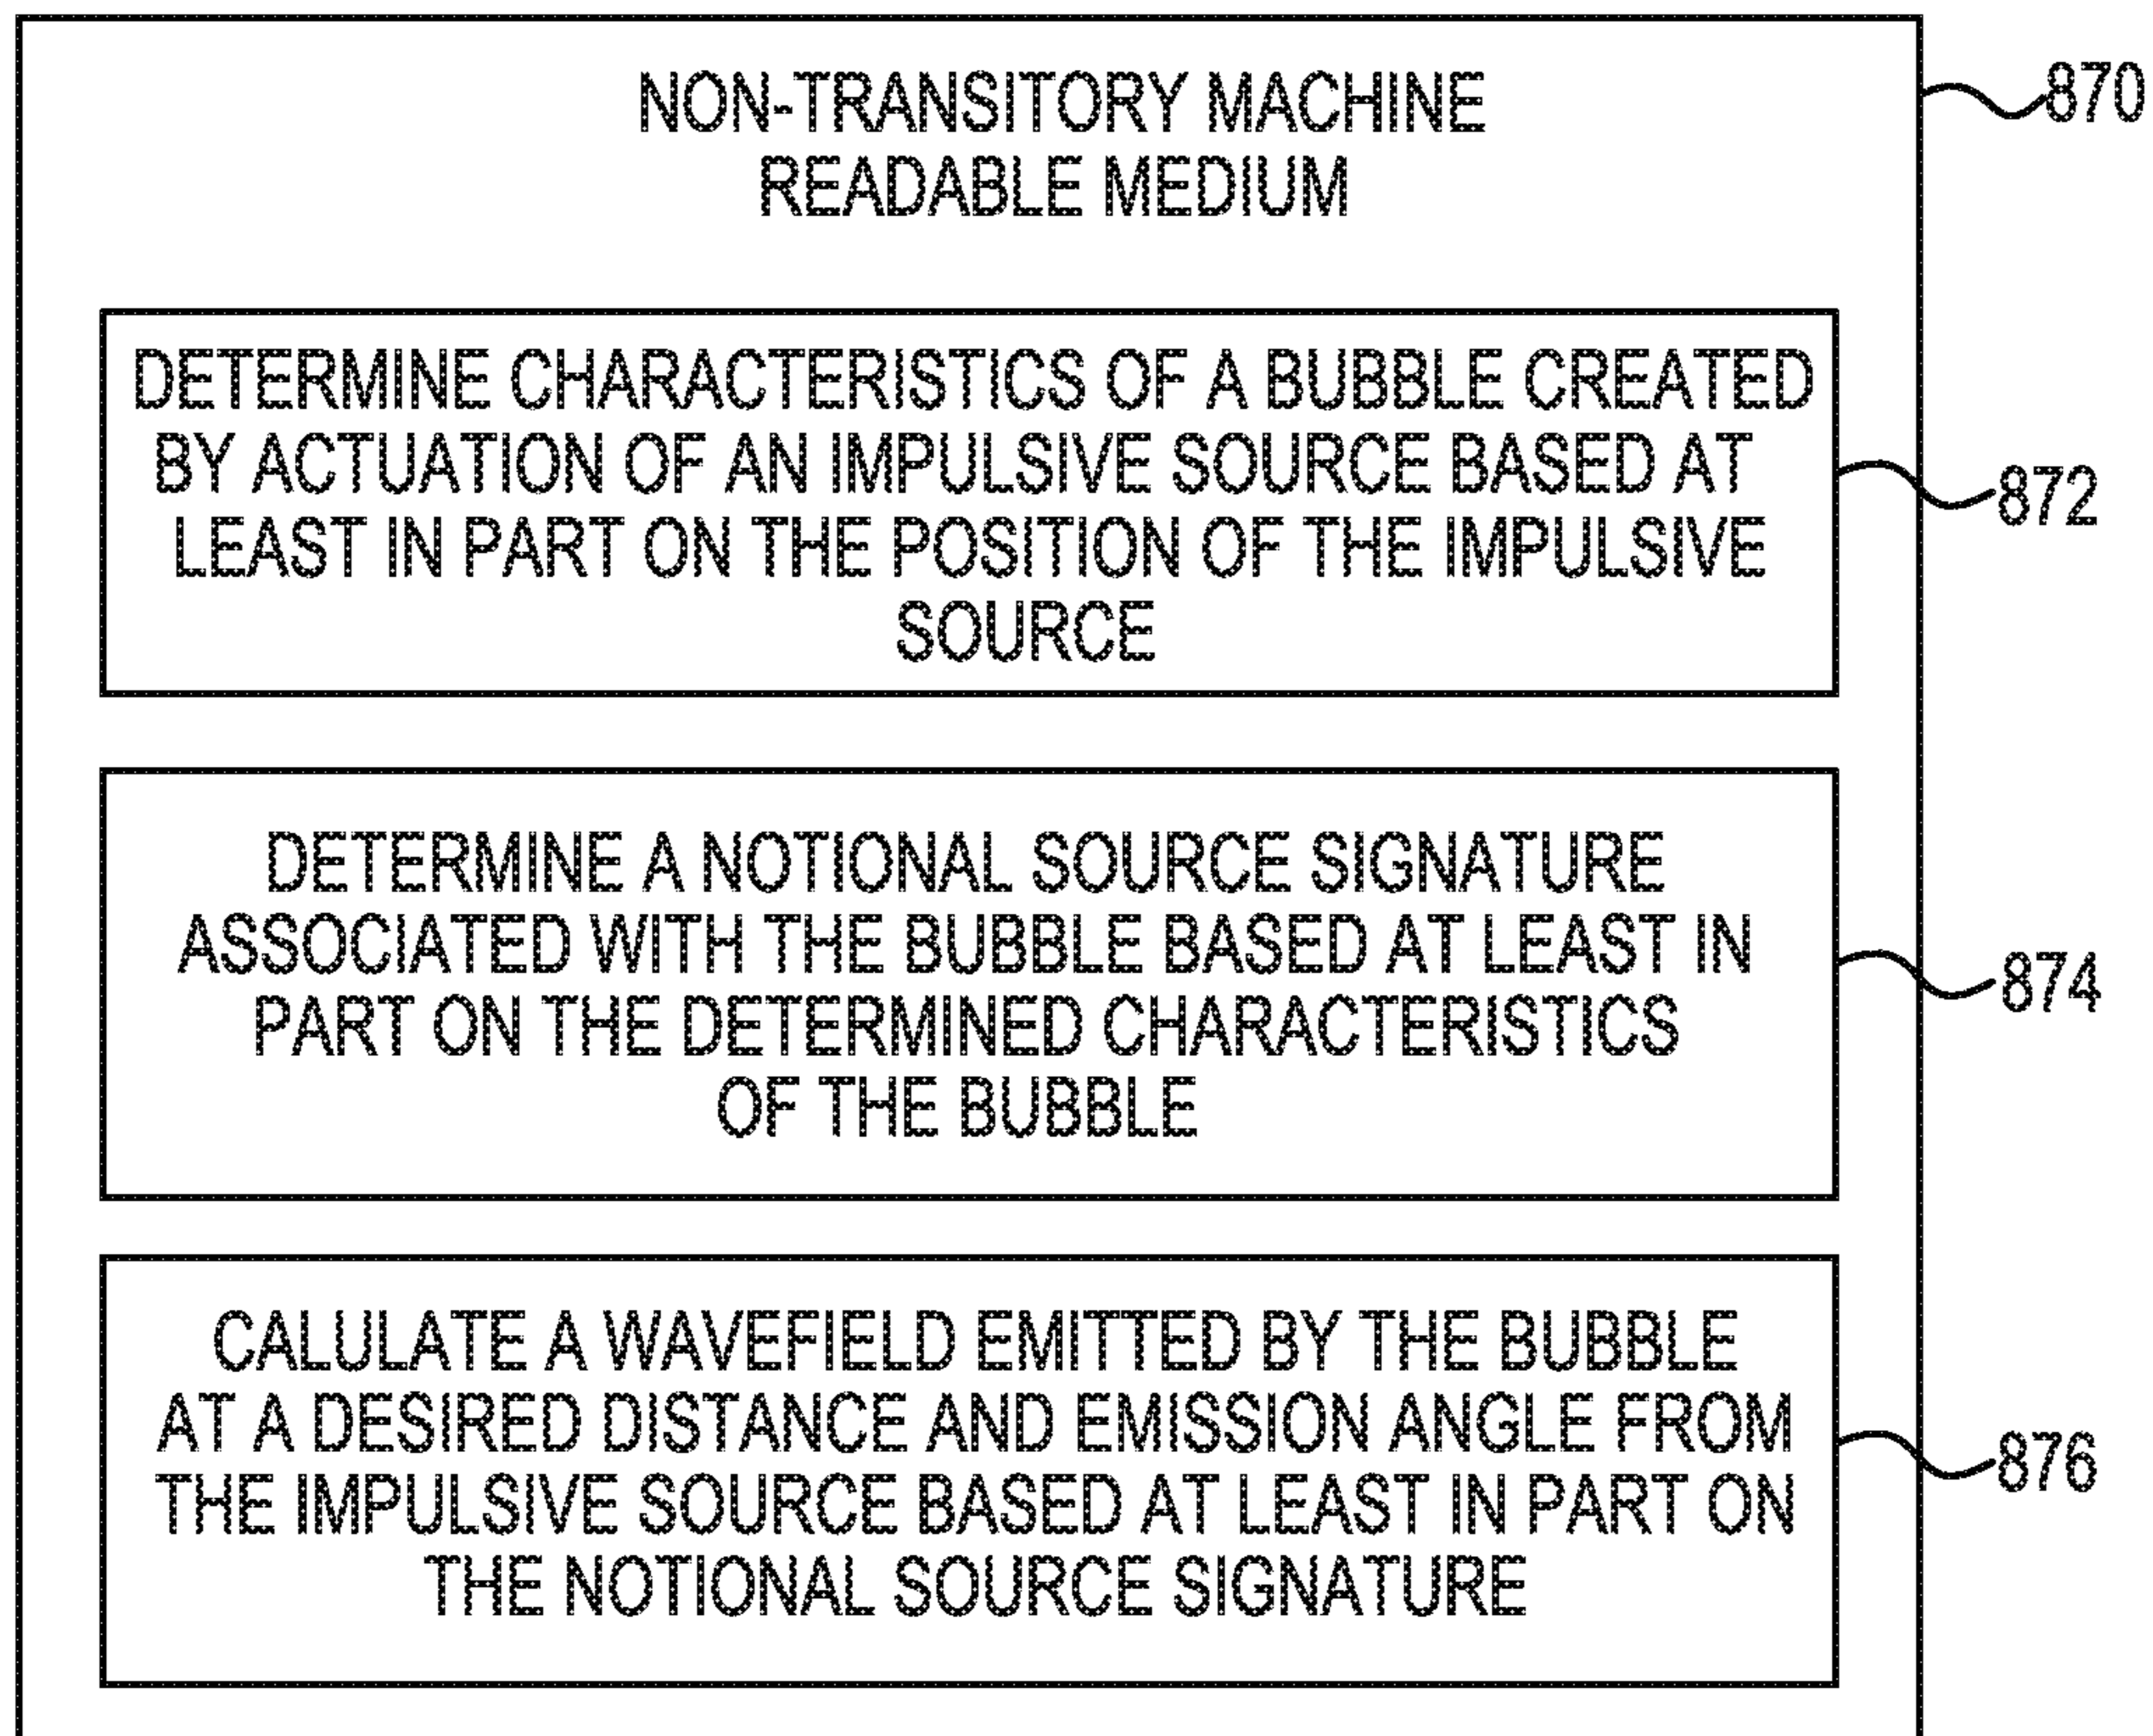 NON-TRANSITORY MACHINE
READABLE MEDIUM
870
DETERMINE CHARACTERISTICS OF A BUBBLE CREATED
BY ACTUATION OF AN IMPULSIVE SOURCE BASED AT
LEAST IN PART ON THE POSITION OF THE IMPULSIVE
SOURCE
872
DETERMINE A NOTIONAL SOURCE SIGNATURE
ASSOCIATED WITH THE BUBBLE BASED AT LEAST IN
PART ON THE DETERMINED CHARACTERISTICS
OF THE BUBBLE
874
CALULATE A WAVEFIELD EMITTED BY THE BUBBLE
AT A DESIRED DISTANCE AND EMISSION ANGLE FROM
THE IMPULSIVE SOURCE BASED AT LEAST IN PART ON
THE NOTIONAL SOURCE SIGNATURE
876